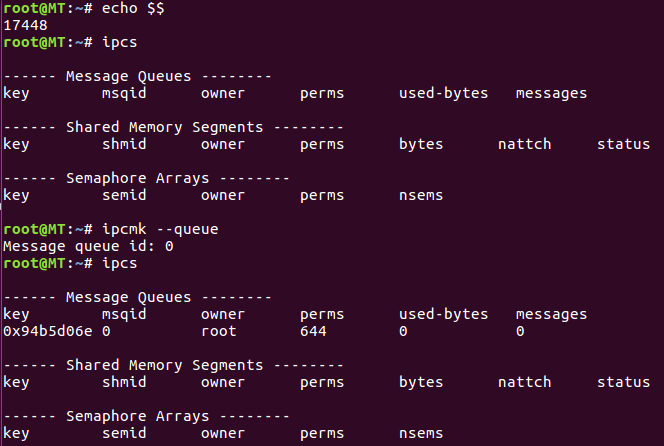 root@MT:~# echo $$
17448
root@MT:~# ipcs
------ Message Queues --------
key        msqid      owner      perms      used-bytes   messages
------ Shared Memory Segments --------
key        shmid      owner      perms      bytes      nattch     status
------ Semaphore Arrays --------
key        semid      owner      perms      nsems
root@MT:~# ipcmk --queue
Message queue id: 0
root@MT:~# ipcs
------ Message Queues --------
key        msqid      owner      perms      used-bytes   messages
0x94b5d06e 0          root       644        0            0
------ Shared Memory Segments --------
key        shmid      owner      perms      bytes      nattch     status
------ Semaphore Arrays --------
key        semid      owner      perms      nsems